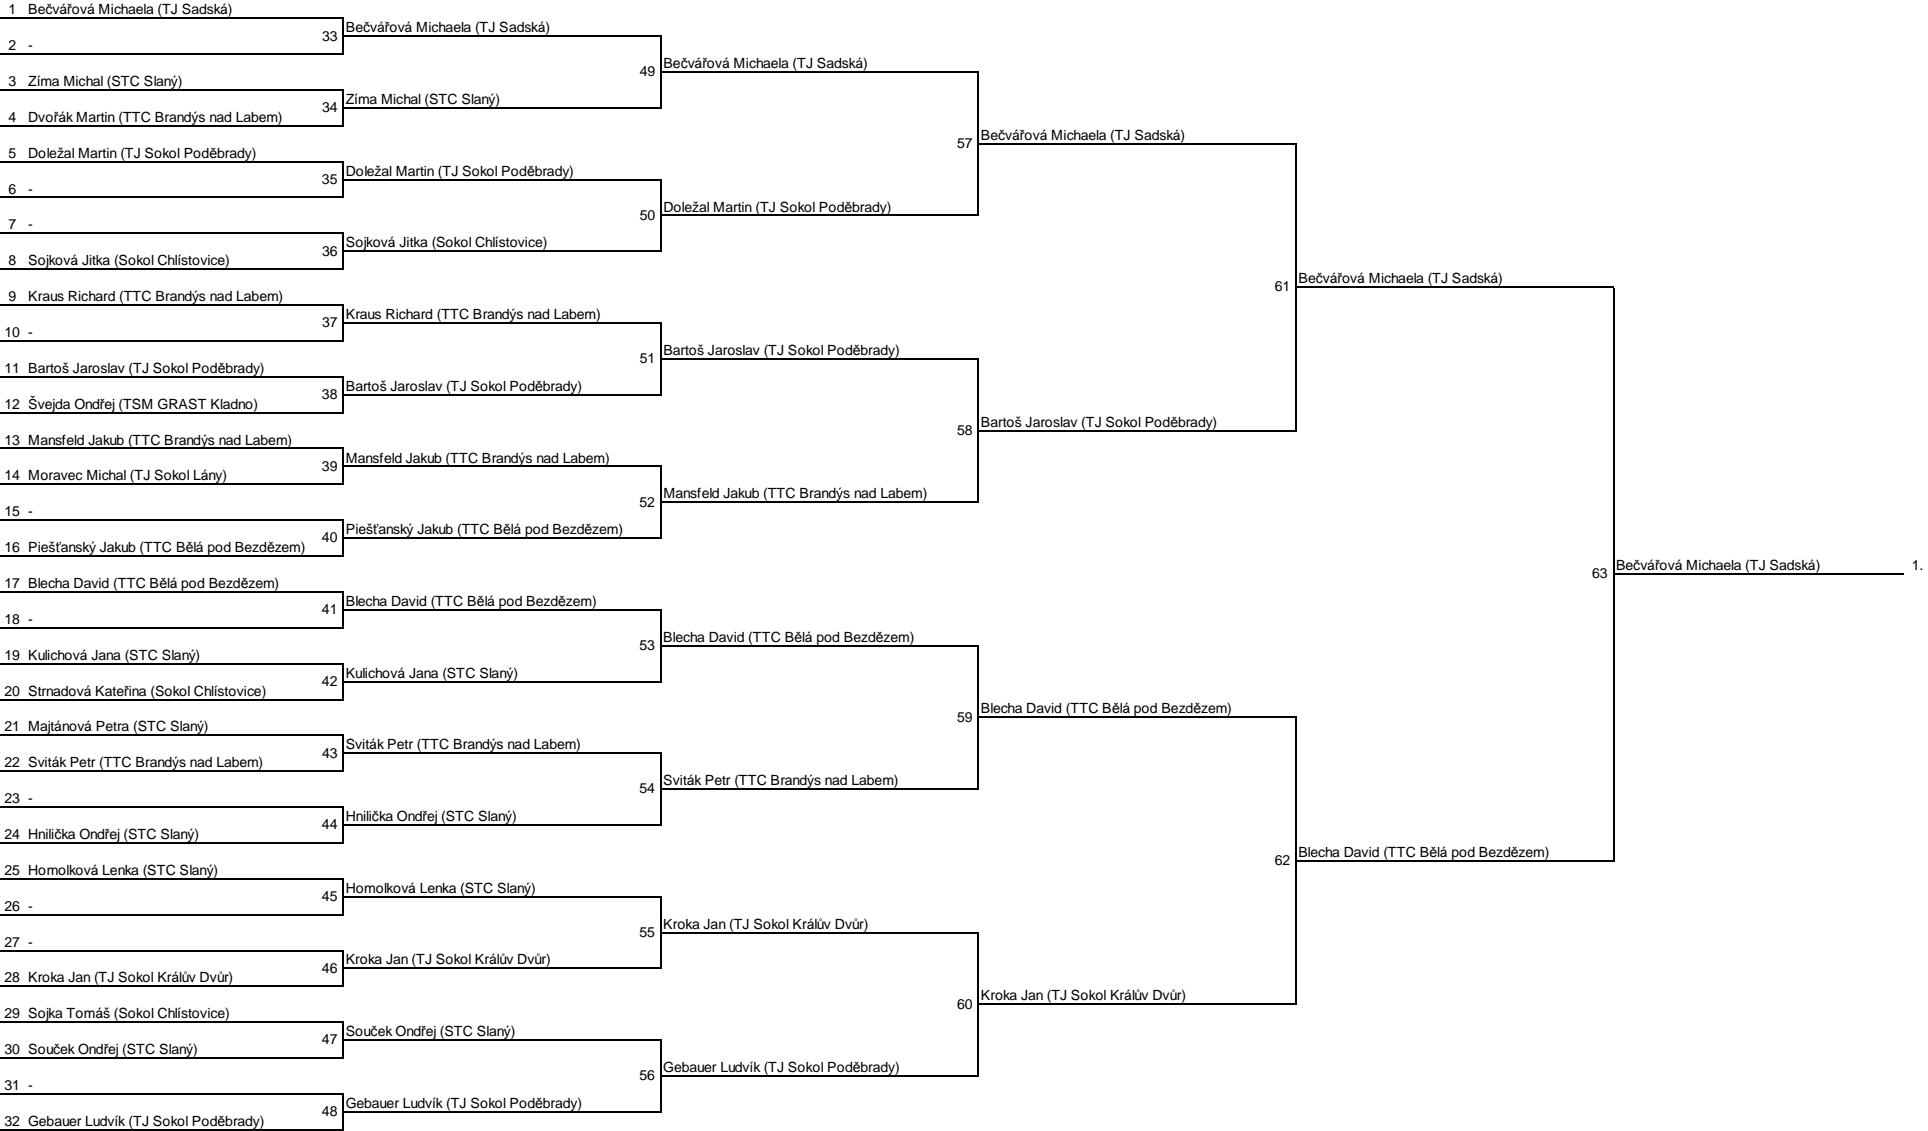 1 Bečvářová Michaela (TJ Sadská)
2 -
3 Zíma Michal (STC Slaný)
4 Dvořák Martin (TTC Brandýs nad Labem)
5 Doležal Martin (TJ Sokol Poděbrady)
6 -
7 -
8 Sojková Jitka (Sokol Chlístovice)
9 Kraus Richard (TTC Brandýs nad Labem)
10 -
11 Bartoš Jaroslav (TJ Sokol Poděbrady)
12 Švejda Ondřej (TSM GRAST Kladno)
13 Mansfeld Jakub (TTC Brandýs nad Labem)
14 Moravec Michal (TJ Sokol Lány)
15 -
16 Piešťanský Jakub (TTC Bělá pod Bezdězem)
17 Blecha David (TTC Bělá pod Bezdězem)
18 -
19 Kulichová Jana (STC Slaný)
20 Strnadová Kateřina (Sokol Chlístovice)
21 Majtánová Petra (STC Slaný)
22 Sviták Petr (TTC Brandýs nad Labem)
23 -
24 Hnilička Ondřej (STC Slaný)
25 Homolková Lenka (STC Slaný)
26 -
27 -
28 Kroka Jan (TJ Sokol Králův Dvůr)
29 Sojka Tomáš (Sokol Chlístovice)
30 Souček Ondřej (STC Slaný)
31 -
32 Gebauer Ludvík (TJ Sokol Poděbrady)
33 Bečvářová Michaela (TJ Sadská)
34 Zíma Michal (STC Slaný)
35 Doležal Martin (TJ Sokol Poděbrady)
36 Sojková Jitka (Sokol Chlístovice)
37 Kraus Richard (TTC Brandýs nad Labem)
38 Bartoš Jaroslav (TJ Sokol Poděbrady)
39 Mansfeld Jakub (TTC Brandýs nad Labem)
40 Piešťanský Jakub (TTC Bělá pod Bezdězem)
41 Blecha David (TTC Bělá pod Bezdězem)
42 Kulichová Jana (STC Slaný)
43 Sviták Petr (TTC Brandýs nad Labem)
44 Hnilička Ondřej (STC Slaný)
45 Homolková Lenka (STC Slaný)
46 Kroka Jan (TJ Sokol Králův Dvůr)
47 Souček Ondřej (STC Slaný)
48 Gebauer Ludvík (TJ Sokol Poděbrady)
49 Bečvářová Michaela (TJ Sadská)
50 Doležal Martin (TJ Sokol Poděbrady)
51 Bartoš Jaroslav (TJ Sokol Poděbrady)
52 Mansfeld Jakub (TTC Brandýs nad Labem)
53 Blecha David (TTC Bělá pod Bezdězem)
54 Sviták Petr (TTC Brandýs nad Labem)
55 Kroka Jan (TJ Sokol Králův Dvůr)
56 Gebauer Ludvík (TJ Sokol Poděbrady)
57 Bečvářová Michaela (TJ Sadská)
58 Bartoš Jaroslav (TJ Sokol Poděbrady)
59 Blecha David (TTC Bělá pod Bezdězem)
60 Kroka Jan (TJ Sokol Králův Dvůr)
61 Bečvářová Michaela (TJ Sadská)
62 Blecha David (TTC Bělá pod Bezdězem)
63 Bečvářová Michaela (TJ Sadská) 1.